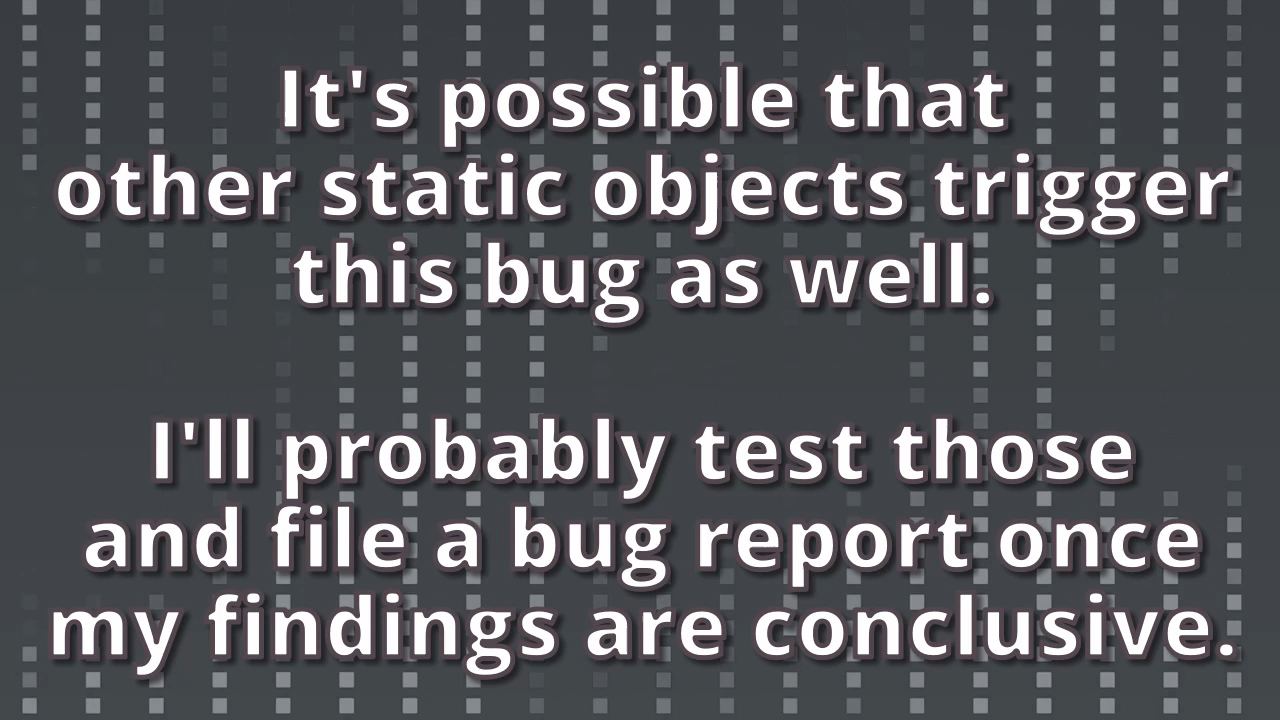 It's possible that
other static objects trigger
this bug as well.
I'll probably test those
and file a bug report once
my findings are conclusive.